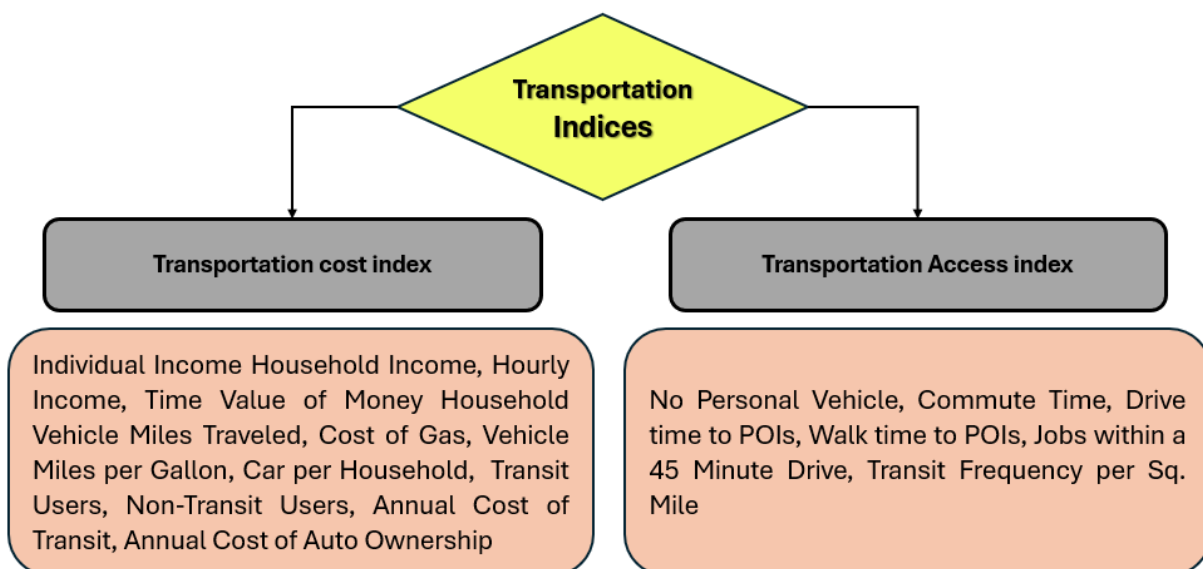 Transportation
Indices
Transportation cost index
Transportation Access index
Individual Income Household Income, Hourly
Income, Time Value of Money Household
Vehicle Miles Traveled, Cost of Gas, Vehicle
Miles per Gallon, Car per Household, Transit
Users, Non-Transit Users, Annual Cost of
Transit, Annual Cost of Auto Ownership
No Personal Vehicle, Commute Time, Drive
time to POIs, Walk time to POIs, Jobs within a
45 Minute Drive, Transit Frequency per Sq.
Mile